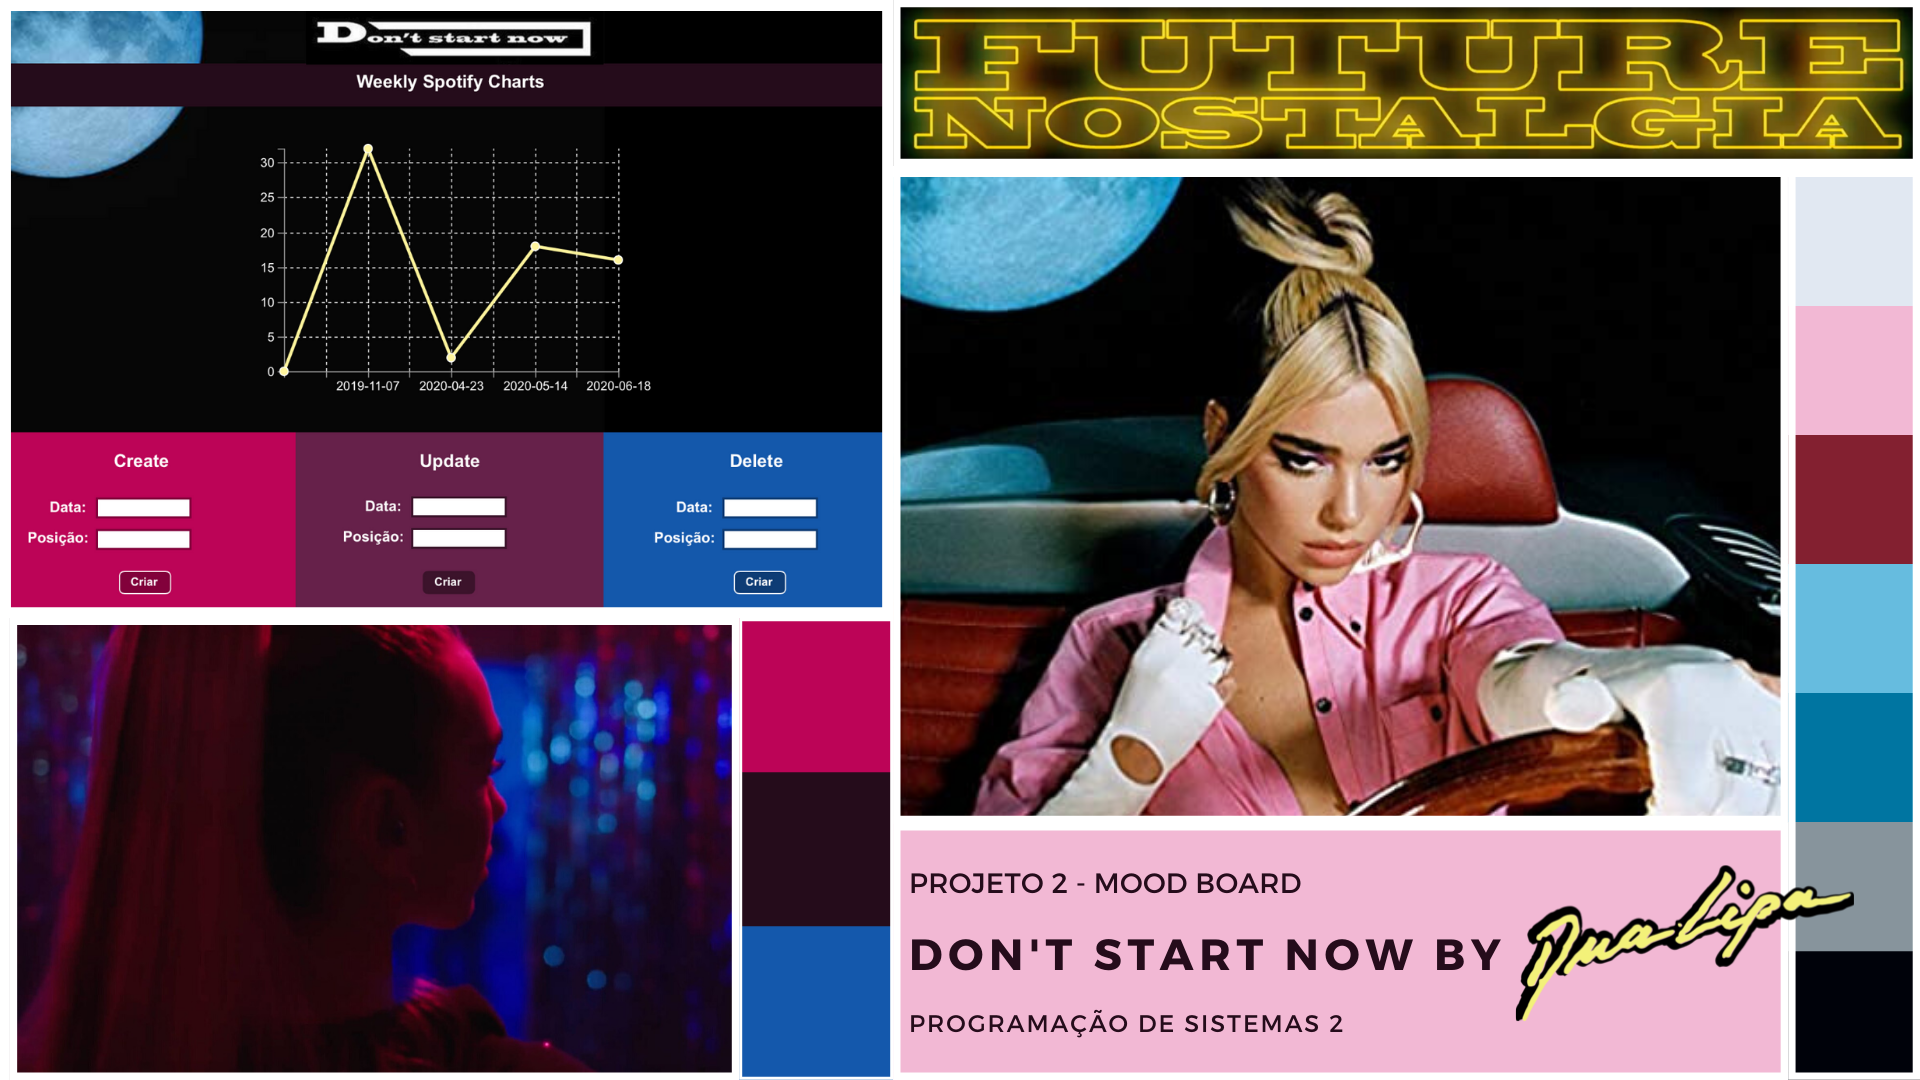 Don't start now
Weekly Spotify Charts
30
25
20
15
10
5
0
2019-11-07 2020-04-23 2020-05-14 2020-06-18
Create
Data:
Posição:
Criar
Update
Data:
Posição:
Criar
Delete
Data:
Posição:
Criar
FUTURE
NOSTALGIA
PROJETO 2 - MOOD BOARD
DON'T START NOW BY Dua Lipa
PROGRAMAÇÃO DE SISTEMAS 2